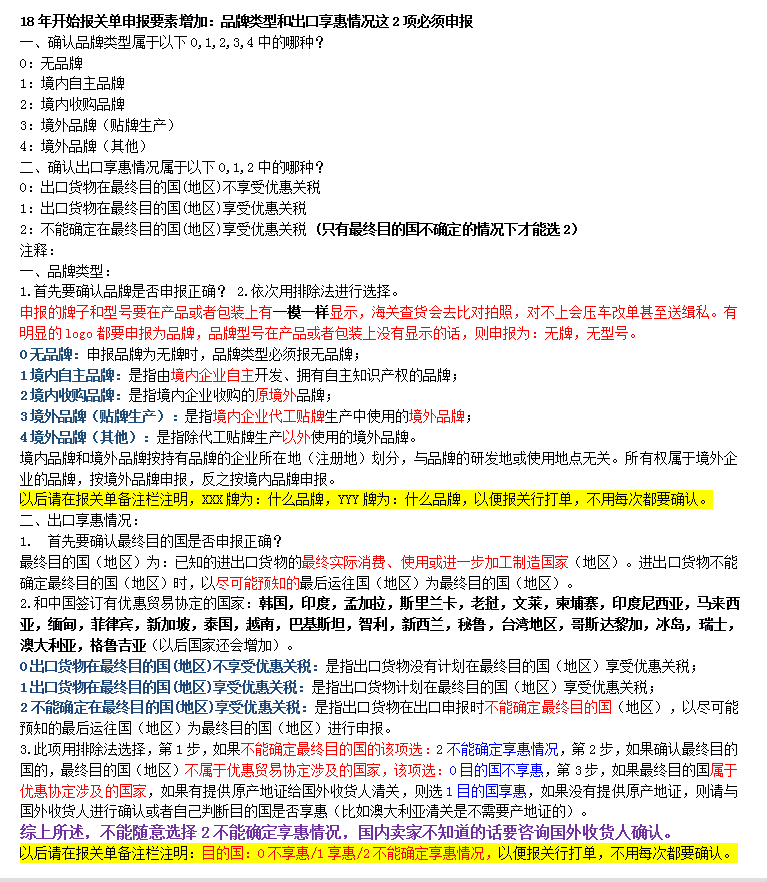 18年开始报关单申报要素增加：品牌类型和出口享惠情况这2项必须申报
一、确认品牌类型属于以下0,1,2,3,4中的哪种？
0：无品牌
1：境内自主品牌
2：境内收购品牌
3：境外品牌（贴牌生产）
4：境外品牌（其他）
二、确认出口享惠情况属于以下0,1,2中的哪种？
0：出口货物在最终目的国(地区)不享受优惠关税
1：出口货物在最终目的国(地区)享受优惠关税
2：不能确定在最终目的国(地区)享受优惠关税（只有最终目的国不确定的情况下才能选2）
注释：
一、品牌类型：
1.首先要确认品牌是否申报正确？ 2.依次用排除法进行选择。
申报的牌子和型号要在产品或者包装上有一模一样显示，海关查货会去比对拍照，对不上会压车改单甚至送缉私。有
明显的logo都要申报为品牌，品牌型号在产品或者包装上没有显示的话，则申报为：无牌，无型号。
0无品牌：申报品牌为无牌时，品牌类型必须报无品牌；
1境内自主品牌：是指由境内企业自主开发、拥有自主知识产权的品牌；
2境内收购品牌：是指境内企业收购的原境外品牌；
3境外品牌（贴牌生产）：是指境内企业代工贴牌生产中使用的境外品牌；
4境外品牌（其他）：是指除代工贴牌生产以外使用的境外品牌。
境内品牌和境外品牌按持有品牌的企业所在地（注册地）划分，与品牌的研发地或使用地点无关。所有权属于境外企
业的品牌，按境外品牌申报，反之按境内品牌申报。
以后请在报关单备注栏注明，XXX牌为：什么品牌，YYY牌为：什么品牌，以便报关行打单，不用每次都要确认。
二、出口享惠情况：
1. 首先要确认最终目的国是否申报正确？
最终目的国（地区）为：已知的进出口货物的最终实际消费、使用或进一步加工制造国家（地区）。进出口货物不能
确定最终目的国（地区）时，以尽可能预知的最后运往国（地区）为最终目的国（地区）。
2.和中国签订有优惠贸易协定的国家：韩国，印度，孟加拉，斯里兰卡，老挝，文莱，柬埔寨，印度尼西亚，马来西
亚，缅甸，菲律宾，新加坡，泰国，越南，巴基斯坦，智利，新西兰，秘鲁，台湾地区，哥斯达黎加，冰岛，瑞士，
澳大利亚，格鲁吉亚（以后国家还会增加）。
0出口货物在最终目的国(地区)不享受优惠关税：是指出口货物没有计划在最终目的国（地区）享受优惠关税；
1出口货物在最终目的国(地区)享受优惠关税：是指出口货物计划在最终目的国（地区）享受优惠关税；
2不能确定在最终目的国(地区)享受优惠关税：是指出口货物在出口申报时不能确定最终目的国（地区），以尽可能
预知的最后运往国（地区）为最终目的国（地区）进行申报。
3.此项用排除法选择，第1步，如果不能确定最终目的国的该项选：2不能确定享惠情况，第2步，如果确认最终目的
国的，最终目的国（地区）不属于优惠贸易协定涉及的国家，该项选：0目的国不享惠，第3步，如果最终目的国属于
优惠协定涉及的国家，如果有提供原产地证给国外收货人清关，则选1目的国享惠，如果没有提供原产地证，则请与
国外收货人进行确认或者自己判断目的国是否享惠（比如澳大利亚清关是不需要产地证的）。
综上所述，不能随意选择2不能确定享惠情况，国内卖家不知道的话要咨询国外收货人确认。
以后请在报关单备注栏注明：目的国：0不享惠/1享惠/2不能确定享惠情况，以便报关行打单，不用每次都要确认。